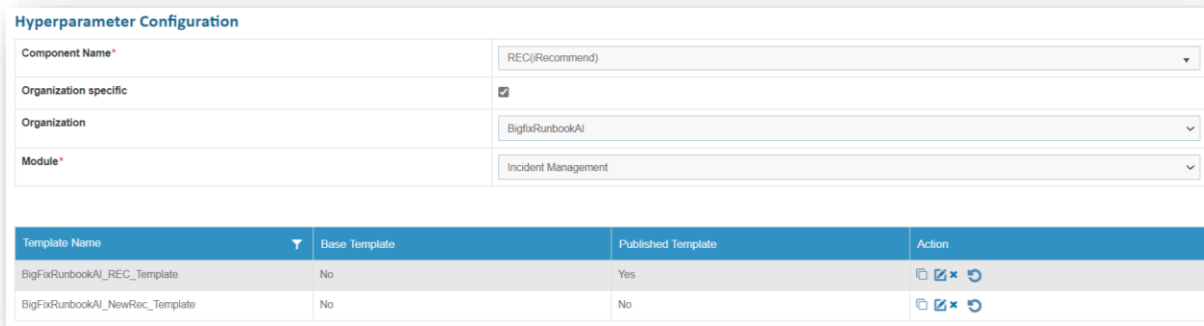 Hyperparameter Configuration
Component Name*
REC(iRecommend)
Organization specific
Organization
BigfixRunbookAI
Module*
Incident Management
Template Name Base Template Published Template Action
BigFixRunbookAI_REC_Template No Yes
BigFixRunbookAI_NewRec_Template No No